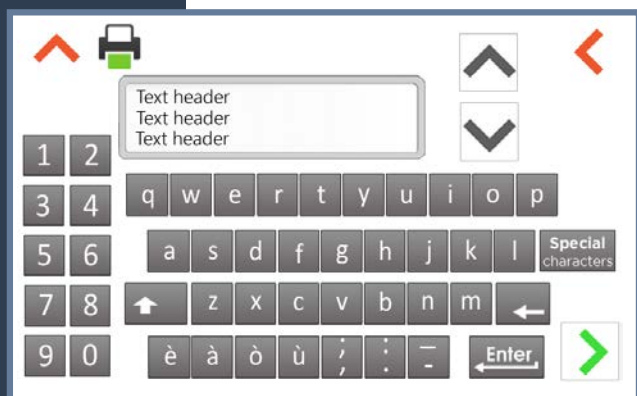 Text header
Text header
Text header
1 2
q w e r t y u i o p
3 4
a s d f g h j k l Special characters
5 6
z x c v b n m
7 8
è à ò ù ; , : . _ - Enter
9 0